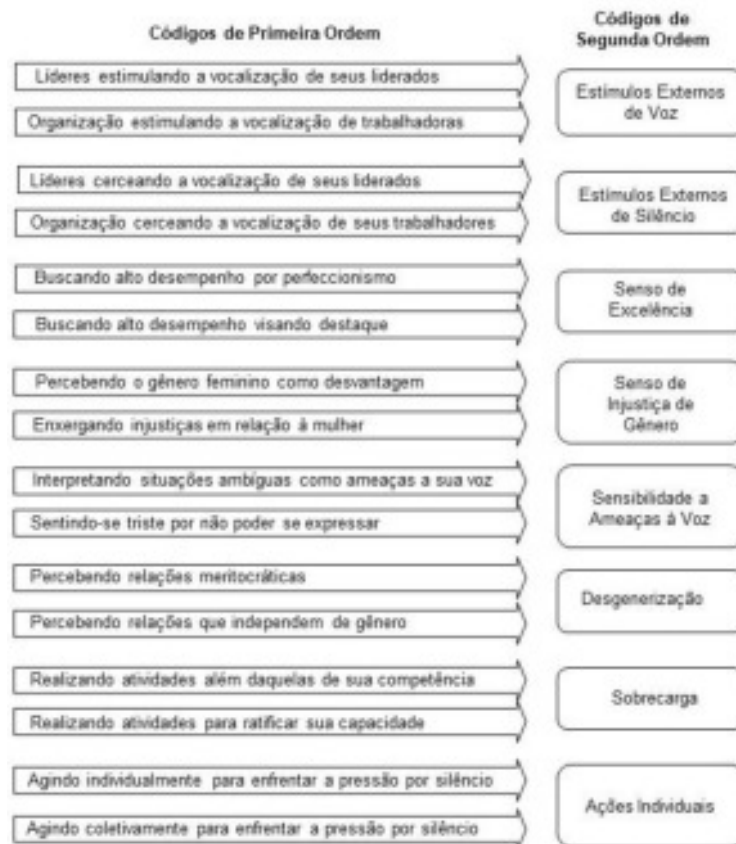 Códigos de Primeira Ordem
Códigos de
Segunda Ordem
Líderes estimulando a vocalização de seus liderados
Organização estimulando a vocalização de trabalhadoras
Estímulos Externos
de Voz
Líderes cerceando a vocalização de seus liderados
Organização cerceando a vocalização de seus trabalhadores
Estímulos Externos
de Silêncio
Buscando alto desempenho por perfeccionismo
Buscando alto desempenho visando destaque
Senso de
Excelência
Percebendo o gênero feminino como desvantagem
Enxergando injustiças em relação à mulher
Senso de
Injustiça de
Gênero
Interpretando situações ambíguas como ameaças a sua voz
Sentindo-se triste por não poder se expressar
Sensibilidade a
Ameaças à Voz
Percebendo relações meritocráticas
Percebendo relações que independem de gênero
Desgenerização
Realizando atividades além daquelas de sua competência
Realizando atividades para ratificar sua capacidade
Sobrecarga
Agindo individualmente para enfrentar a pressão por silêncio
Agindo coletivamente para enfrentar a pressão por silêncio
Ações Individuais